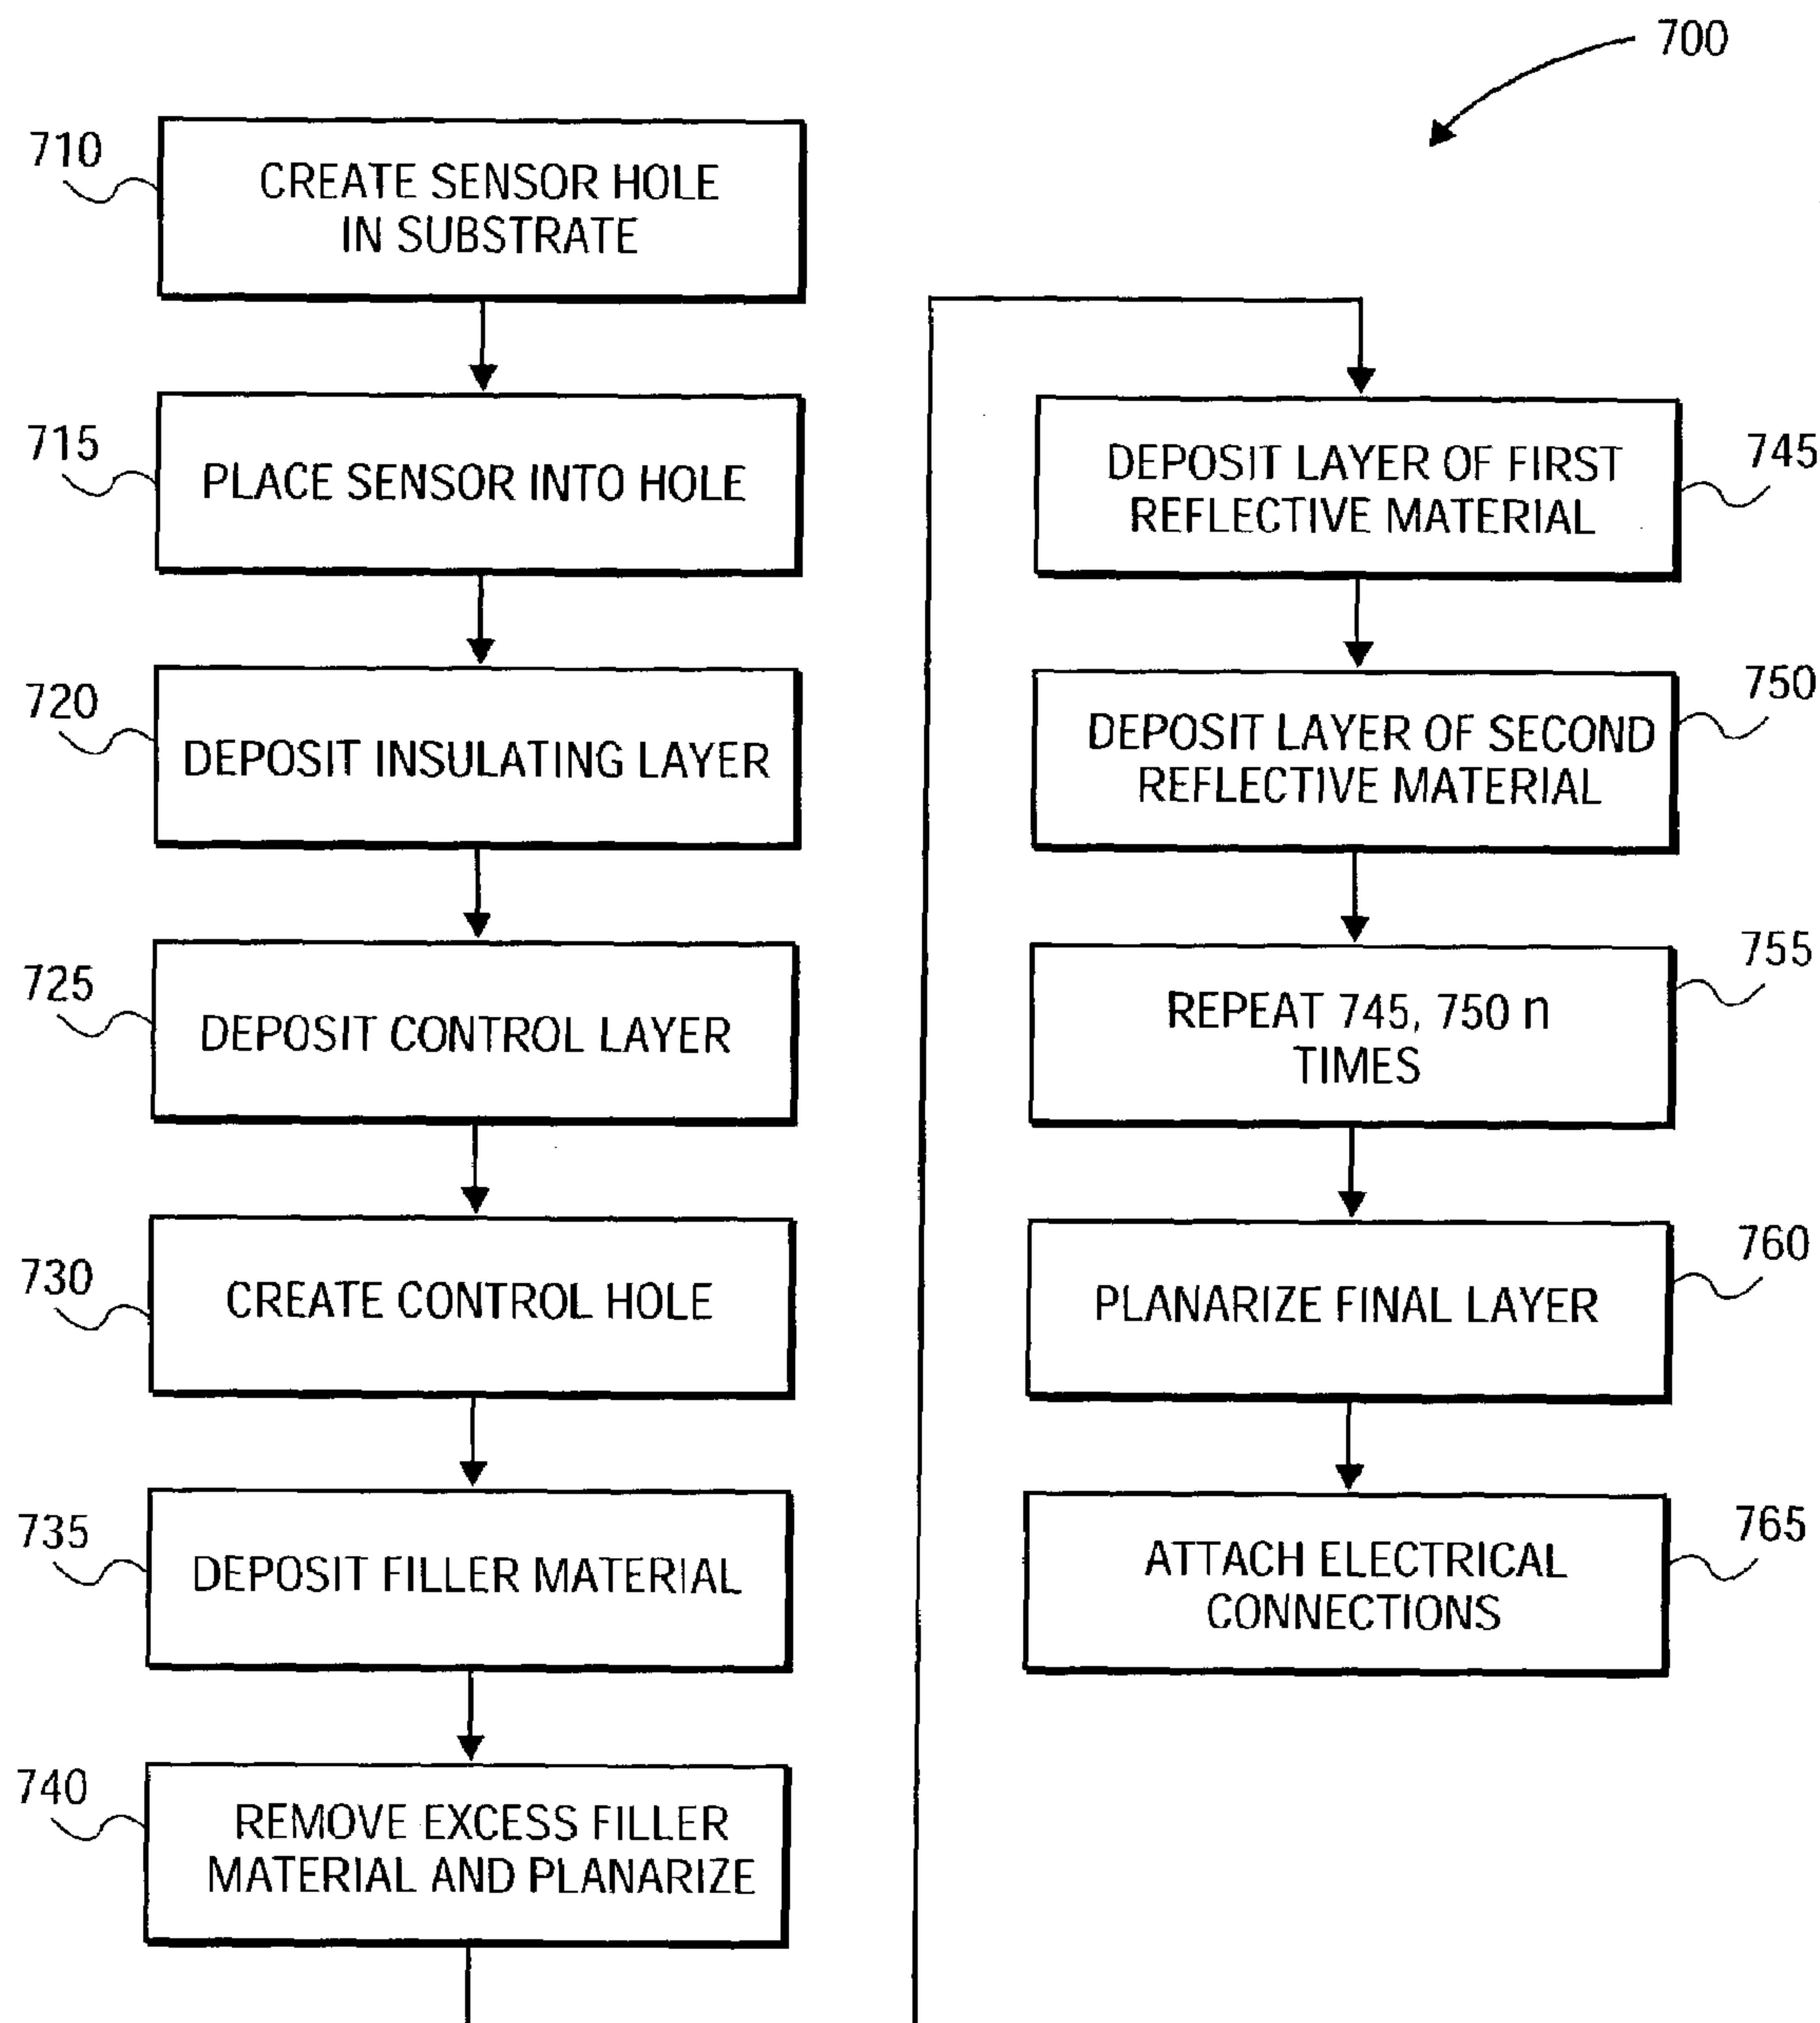 700
710
CREATE SENSOR HOLE
IN SUBSTRATE
715
PLACE SENSOR INTO HOLE
720
DEPOSIT INSULATING LAYER
725
DEPOSIT CONTROL LAYER
730
CREATE CONTROL HOLE
735
DEPOSIT FILLER MATERIAL
740
REMOVE EXCESS FILLER
MATERIAL AND PLANARIZE
DEPOSIT LAYER OF FIRST
REFLECTIVE MATERIAL
745
DEPOSIT LAYER OF SECOND
REFLECTIVE MATERIAL
750
REPEAT 745, 750 n
TIMES
755
PLANARIZE FINAL LAYER
760
ATTACH ELECTRICAL
CONNECTIONS
765